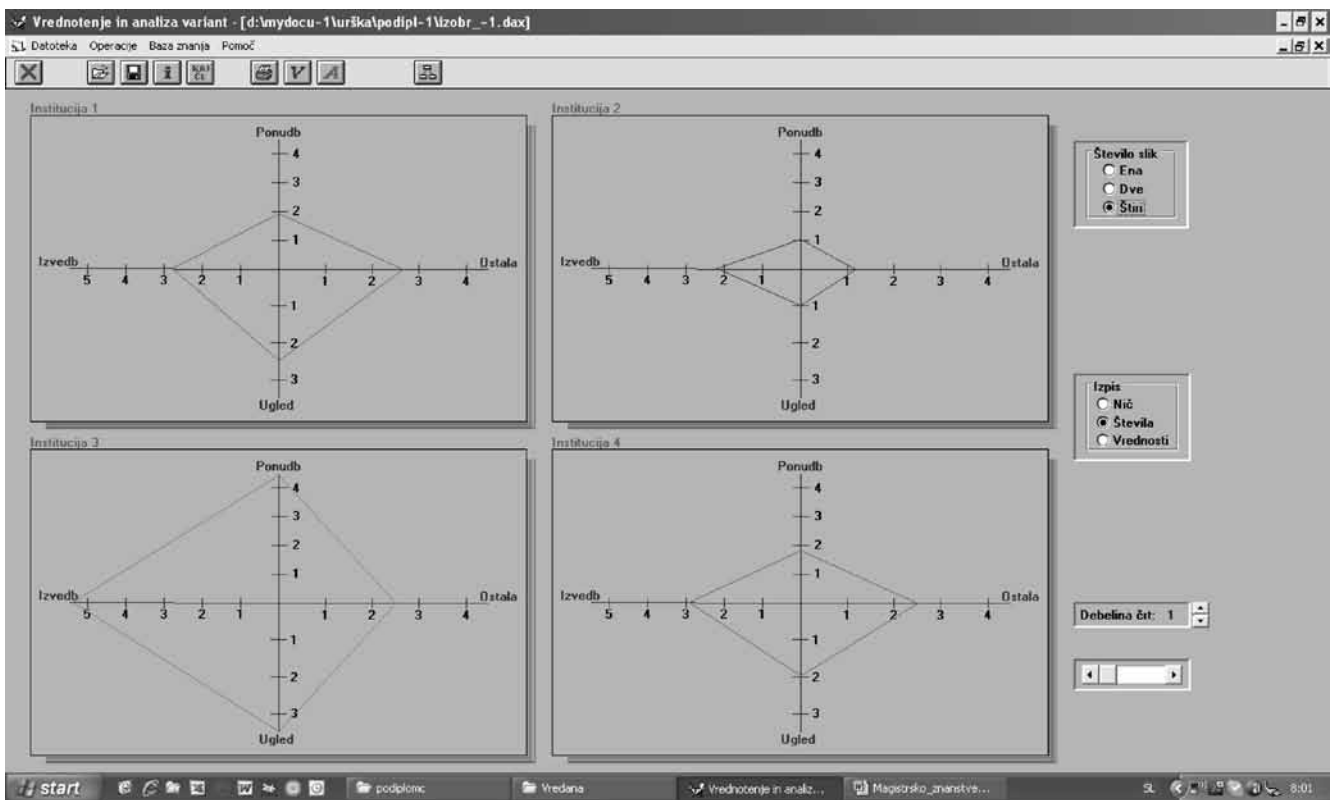 Vrednotenje in analiza variant - [d:\mydocu-1\urška\podipl-1\izobr_-1.dax]
Datoteka Operacije Baza znanja Pomoč
Institucija 1
Ponudb
4
3
2
1
Izvedb 5 4 3 2 1 1 2 3 4 Ostala
1
2
3
Ugled
Institucija 2
Ponudb
4
3
2
1
Izvedb 5 4 3 2 1 1 2 3 4 Ostala
1
2
3
Ugled
Institucija 3
Ponudb
4
3
2
1
Izvedb 5 4 3 2 1 1 2 3 4 Ostala
1
2
3
Ugled
Institucija 4
Ponudb
4
3
2
1
Izvedb 5 4 3 2 1 1 2 3 4 Ostala
1
2
3
Ugled
Število slik
Ena
Dve
Štiri
Izpis
Nič
Števila
Vrednosti
Debelina črt: 1
start podiplomc Vredana Vrednotenje in analiz... Magistrsko_znanstve... SL 8:01